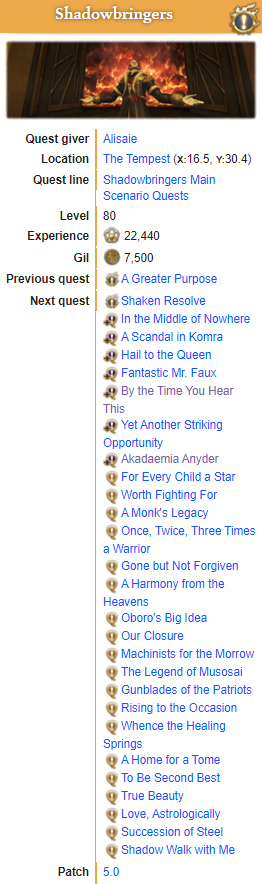 Shadowbringers
Quest giver Alisaie
Location The Tempest (X:16.5, Y:30.4)
Quest line Shadowbringers Main
Scenario Quests
Level 80
Experience 22,440
Gil 7,500
Previous quest A Greater Purpose
Next quest Shaken Resolve
In the Middle of Nowhere
A Scandal in Komra
Hail to the Queen
Fantastic Mr. Faux
By the Time You Hear
This
Yet Another Striking
Opportunity
Akadaemia Anyder
For Every Child a Star
Worth Fighting For
A Monk's Legacy
Once, Twice, Three Times
a Warrior
Gone but Not Forgiven
A Harmony from the
Heavens
Oboro's Big Idea
Our Closure
Machinists for the Morrow
The Legend of Musosai
Gunblades of the Patriots
Rising to the Occasion
Whence the Healing
Springs
A Home for a Tome
To Be Second Best
True Beauty
Love, Astrologically
Succession of Steel
Shadow Walk with Me
Patch 5.0